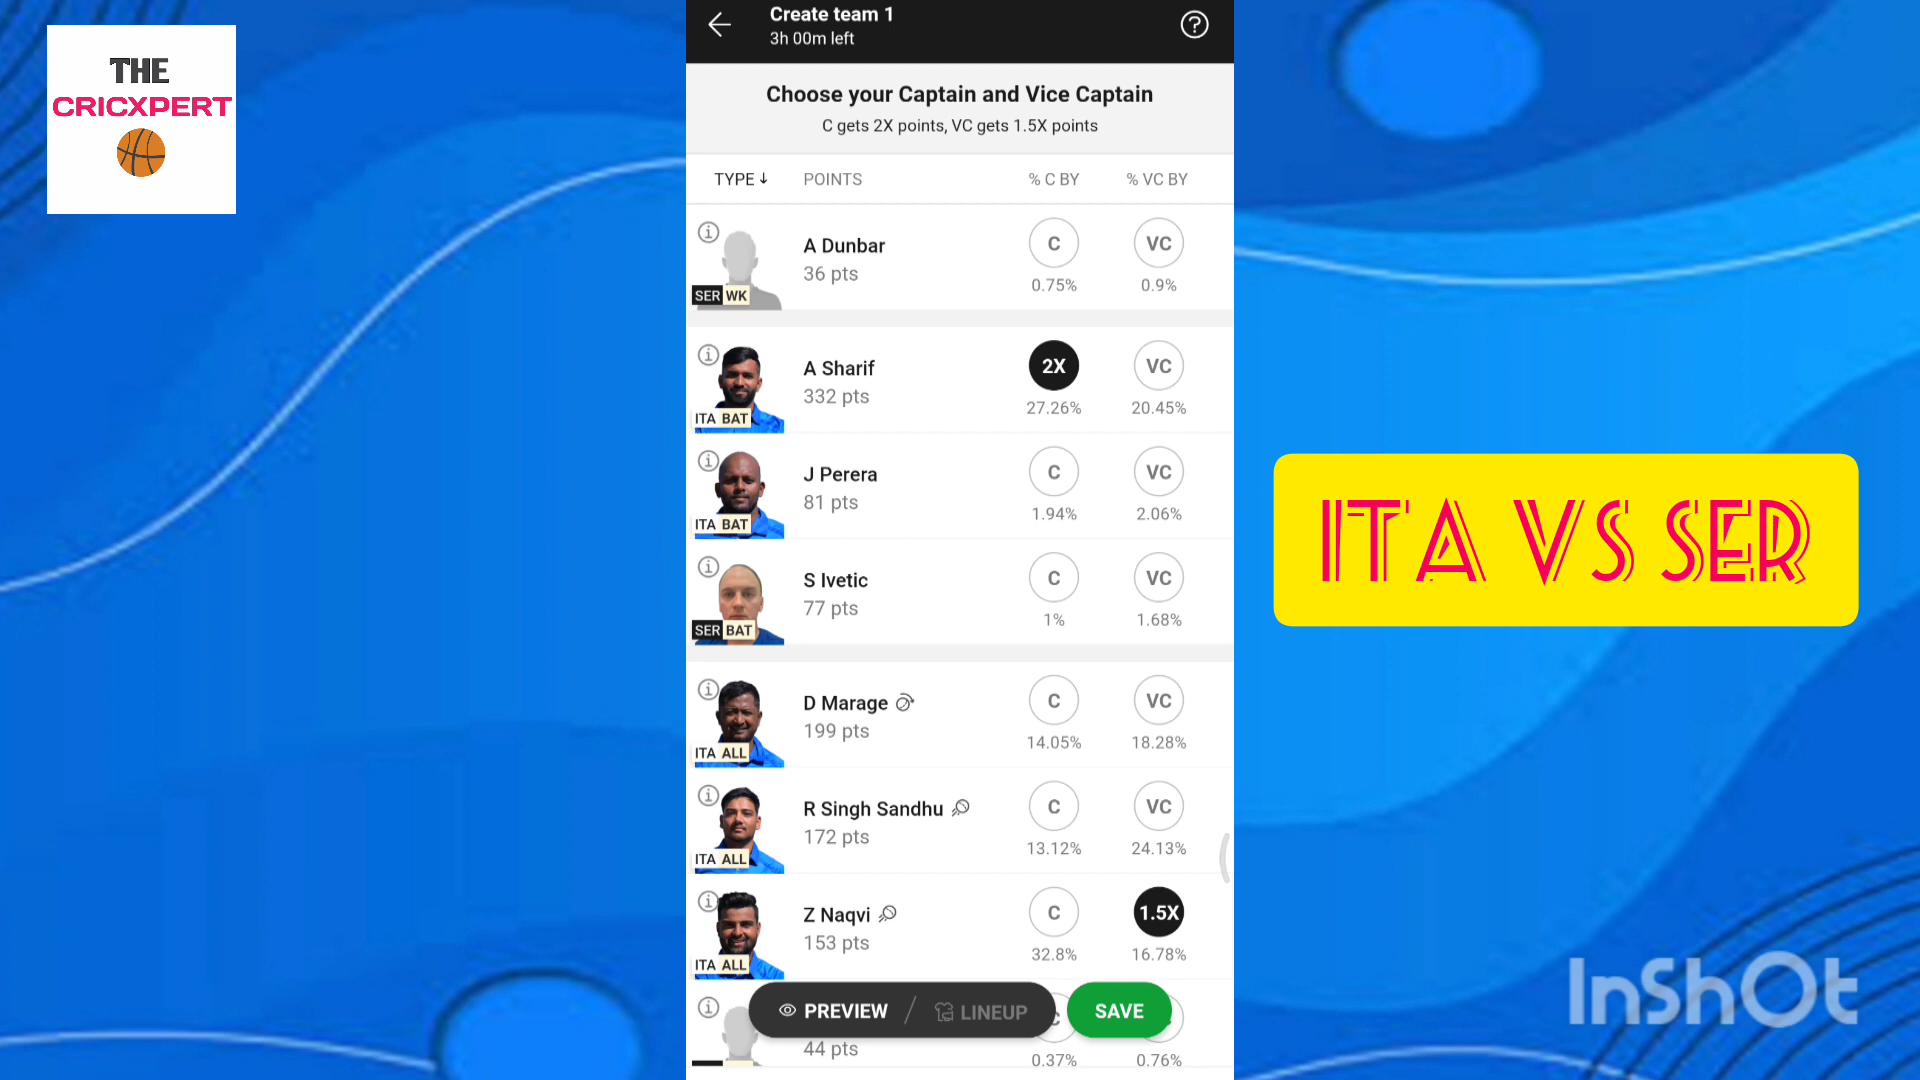 THE
CRICXPERT
Create team 1
3h 00m left
Choose your Captain and Vice Captain
C gets 2X points, VC gets 1.5X points
TYPE ↓ POINTS % C BY % VC BY
A Dunbar C VC
36 pts
SER WK 0.75% 0.9%
A Sharif 2X VC
332 pts
ITA BAT 27.26% 20.45%
J Perera C VC
81 pts
ITA BAT 1.94% 2.06%
S Ivetic C VC
77 pts
SER BAT 1% 1.68%
D Marage C VC
199 pts
ITA ALL 14.05% 18.28%
R Singh Sandhu C VC
172 pts
ITA ALL 13.12% 24.13%
Z Naqvi C 1.5X
153 pts
ITA ALL 32.8% 16.78%
PREVIEW / LINEUP SAVE
44 pts
0.37% 0.76%
ITA VS SER
InShOt